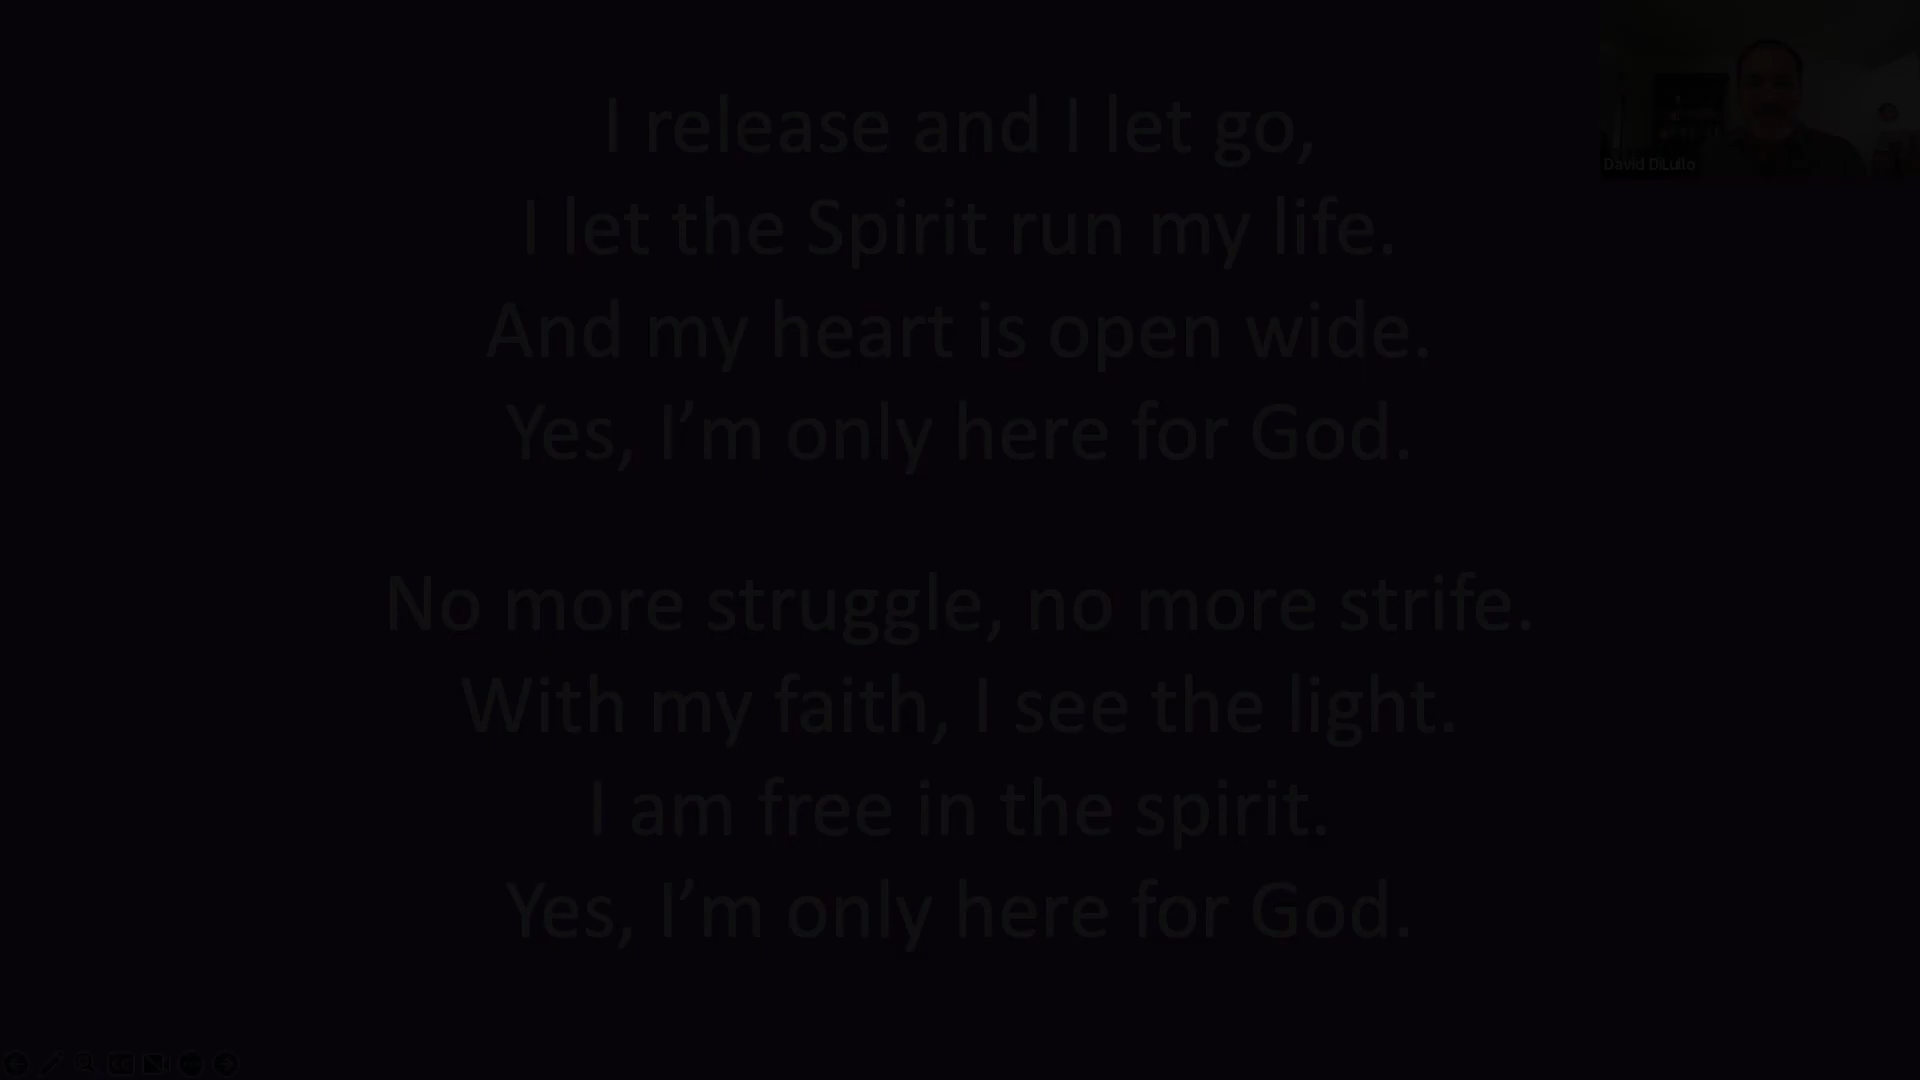 I release and I let go,
I let the Spirit run my life.
And my heart is open wide.
Yes, I’m only here for God.
No more struggle, no more strife.
With my faith, I see the light.
I am free in the spirit.
Yes, I’m only here for God.
David DiLullo